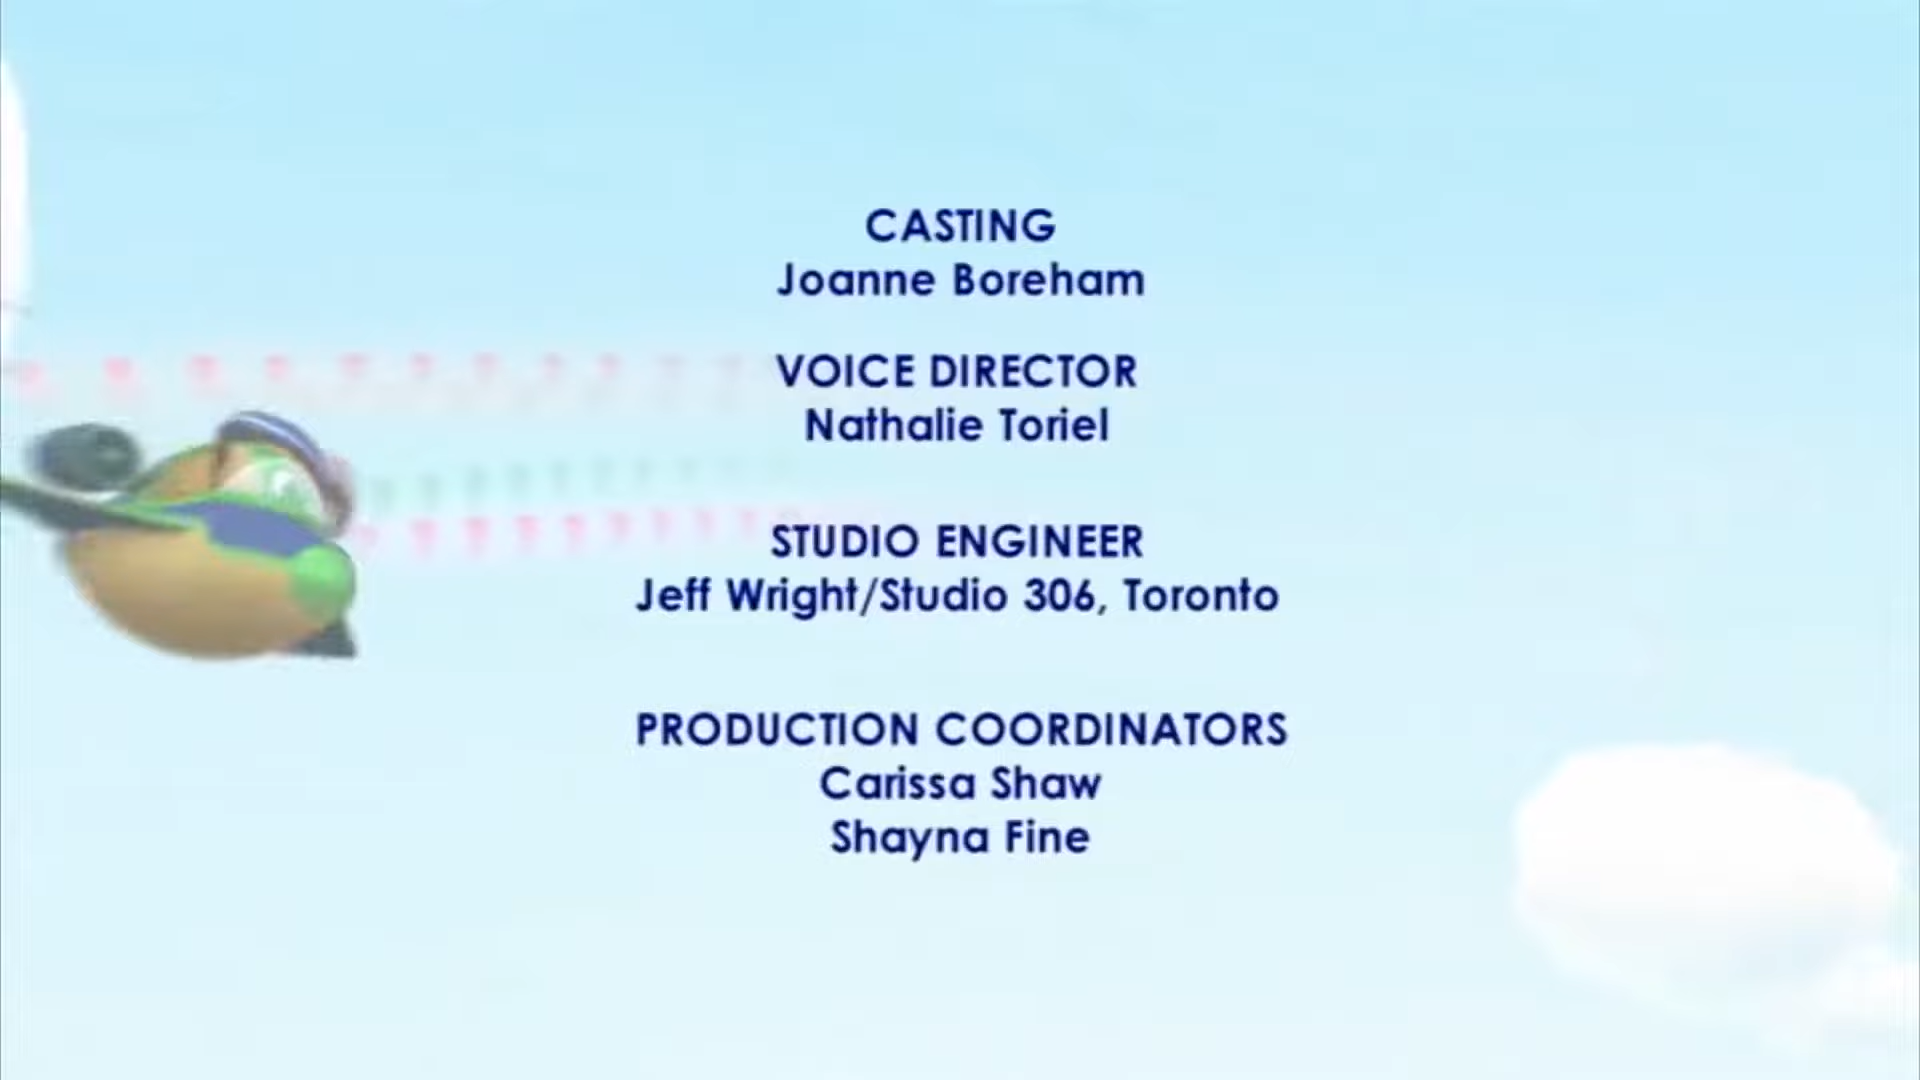 CASTING
Joanne Boreham
VOICE DIRECTOR
Nathalie Toriel
STUDIO ENGINEER
Jeff Wright/Studio 306, Toronto
PRODUCTION COORDINATORS
Carissa Shaw
Shayna Fine